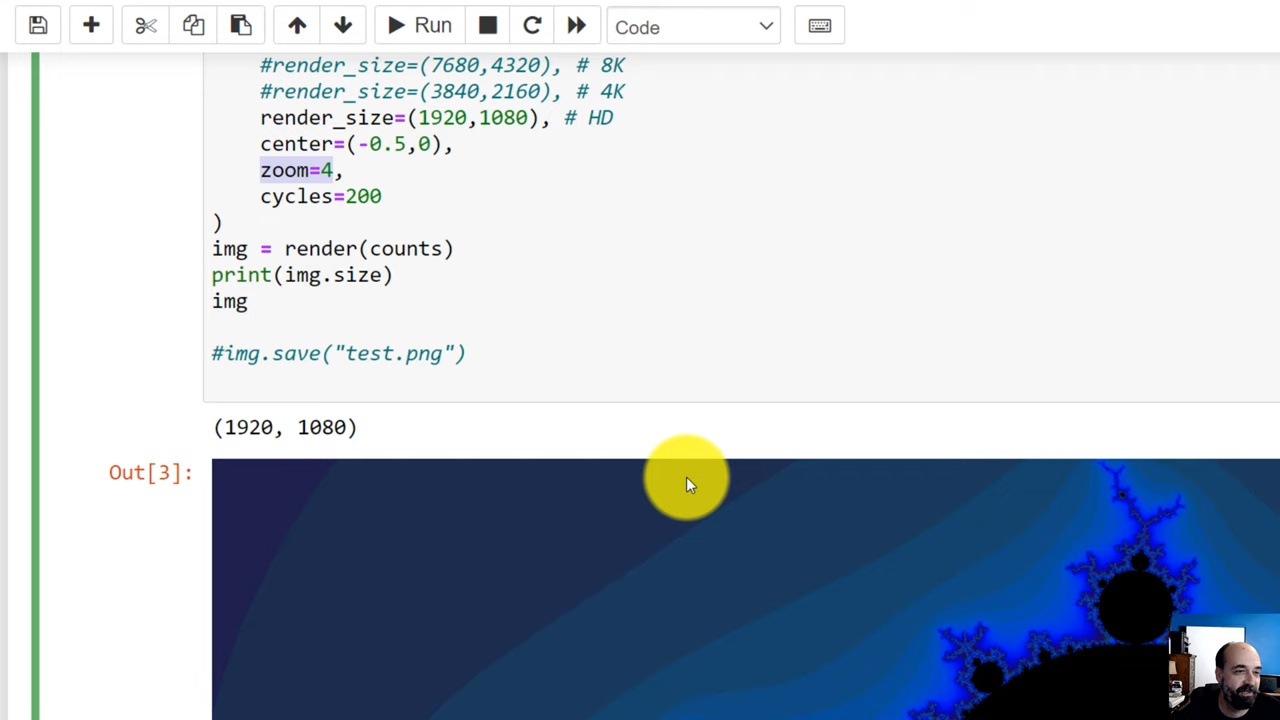 Run
Code
#render_size=(7680,4320), # 8K
#render_size=(3840,2160), # 4K
render_size=(1920,1080), # HD
center=(-0.5,0),
zoom=4,
cycles=200
)
img = render(counts)
print(img.size)
img
#img.save("test.png")
(1920, 1080)
Out[3]: